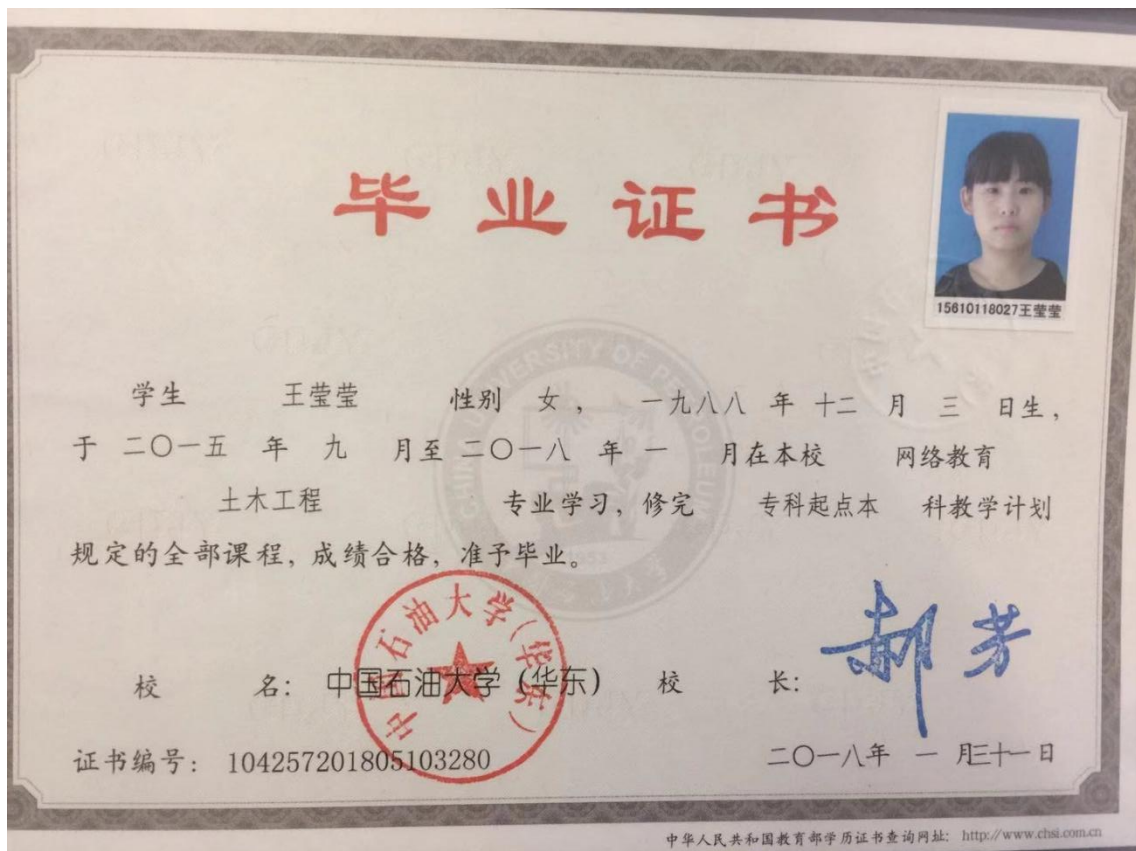 毕业证书
15610118027王莹莹
学生 王莹莹 性别 女， 一九八八 年 十二 月 三 日生，
于 二〇一五 年 九 月至 二〇一八 年 一 月在本校 网络教育
土木工程 专业学习，修完 专科起点本 科教学计划
规定的全部课程，成绩合格，准予毕业。
CHINA UNIVERSITY OF PETROLEUM
1953
中国石油大学（华东）
郝芳
校 名： 中国石油大学（华东） 校 长：
证书编号： 104257201805103280 二〇一八年 一 月三十一日
中华人民共和国教育部学历证书查询网址： http://www.chsi.com.cn